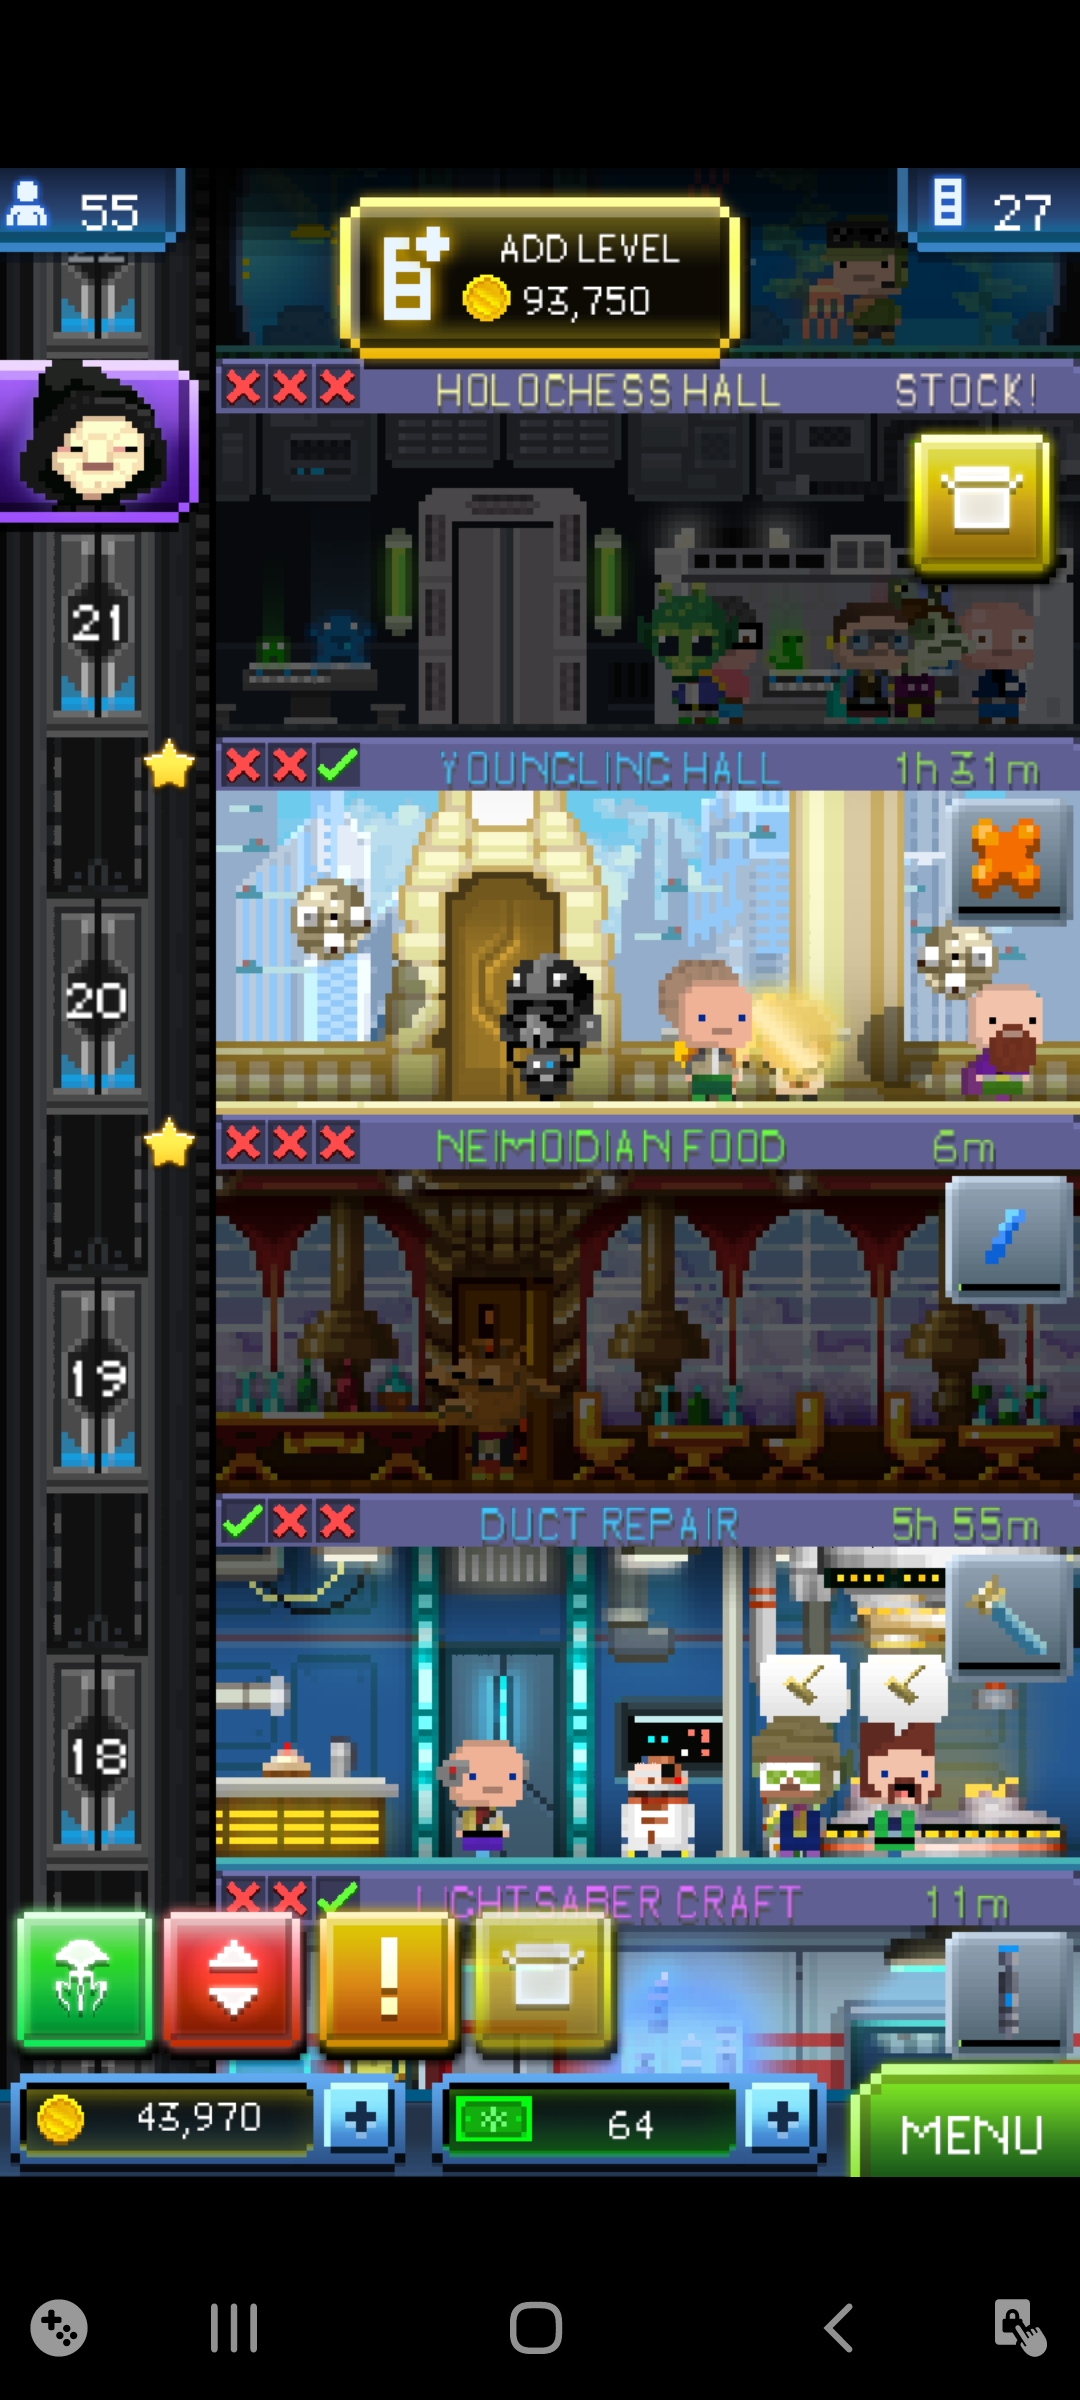 55
ADD LEVEL
93,750
27
HOLOCHESS HALL
STOCK!
21
YOUNGLING HALL
1h 31m
20
NEIMOIDIAN FOOD
6m
19
DUCT REPAIR
5h 55m
18
LIGHTSABER CRAFT
11m
43,970
64
MENU